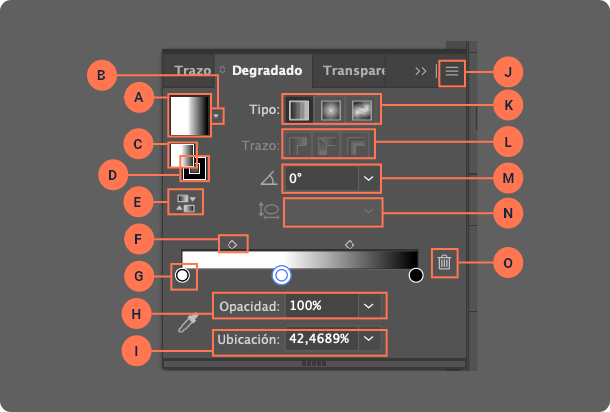 Trazo Degradado Transpare
B
J
A
Tipo:
K
C
Trazo:
L
D
0°
M
E
N
F
G
O
H
Opacidad: 100%
Ubicación: 42,4689%
I